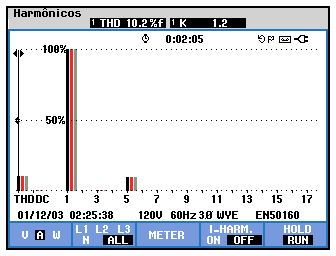 Harmônicos
1 THD 10.2%f 1 K 1.2
0:02:05
100%
50%
THDDC 1 3 5 7 9 11 13 15 17
01/12/03 02:25:38 120V 60Hz 3Ø WYE EN50160
V A W L1 L2 L3 N ALL METER I-HARM. ON OFF HOLD RUN